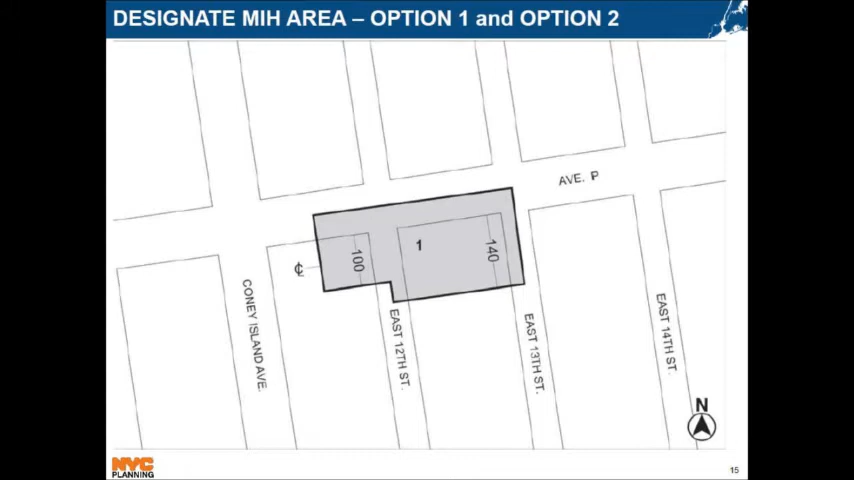 DESIGNATE MIH AREA – OPTION 1 and OPTION 2
AVE. P
1
100
140
℄
CONEY ISLAND AVE.
EAST 12TH ST.
EAST 13TH ST.
EAST 14TH ST.
N
NYC
PLANNING
15